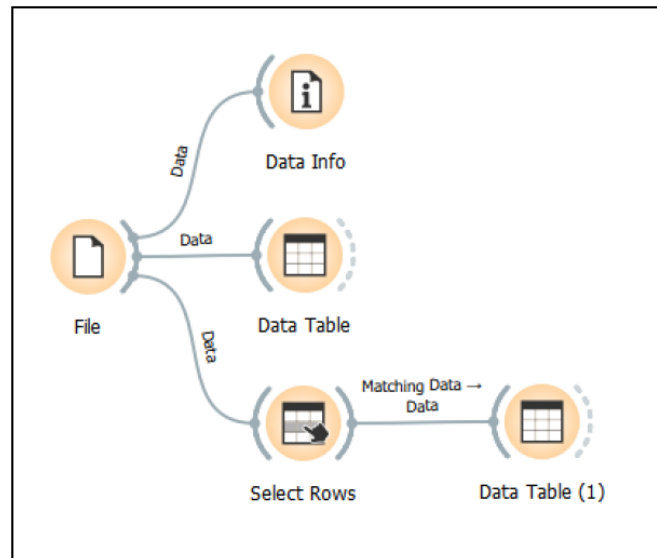 Data Info
Data
Data
File
Data Table
Data
Matching Data →
Data
Select Rows
Data Table (1)